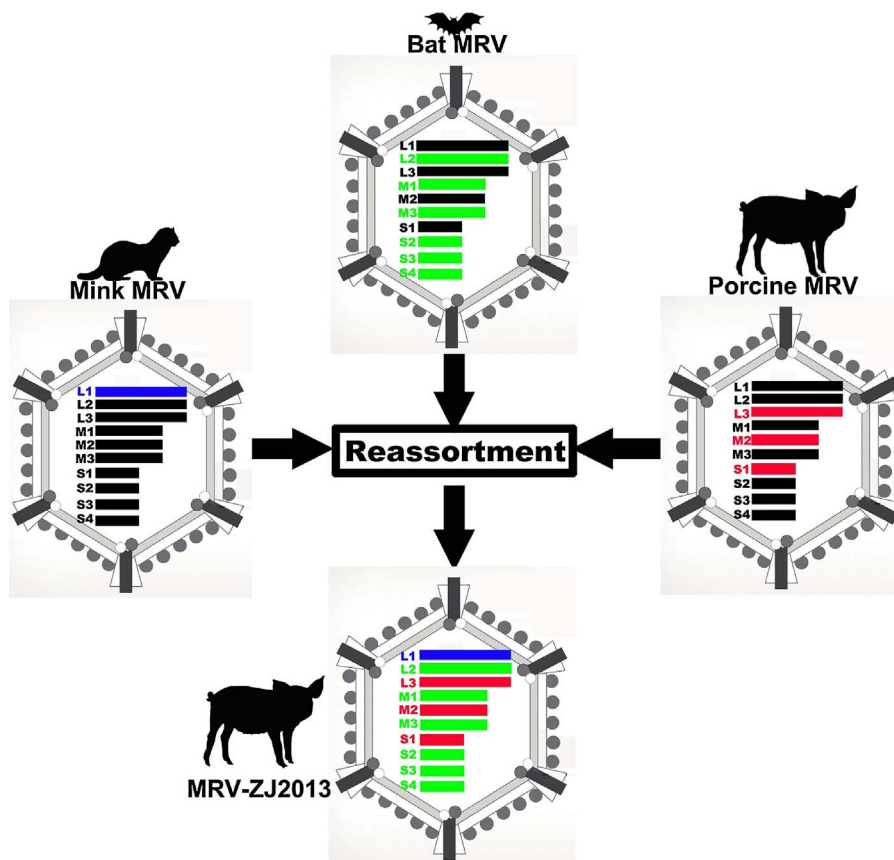 Bat MRV
L1
L2
L3
M1
M2
M3
S1
S2
S3
S4
Mink MRV
L1
L2
L3
M1
M2
M3
S1
S2
S3
S4
Porcine MRV
L1
L2
L3
M1
M2
M3
S1
S2
S3
S4
Reassortment
MRV-ZJ2013
L1
L2
L3
M1
M2
M3
S1
S2
S3
S4